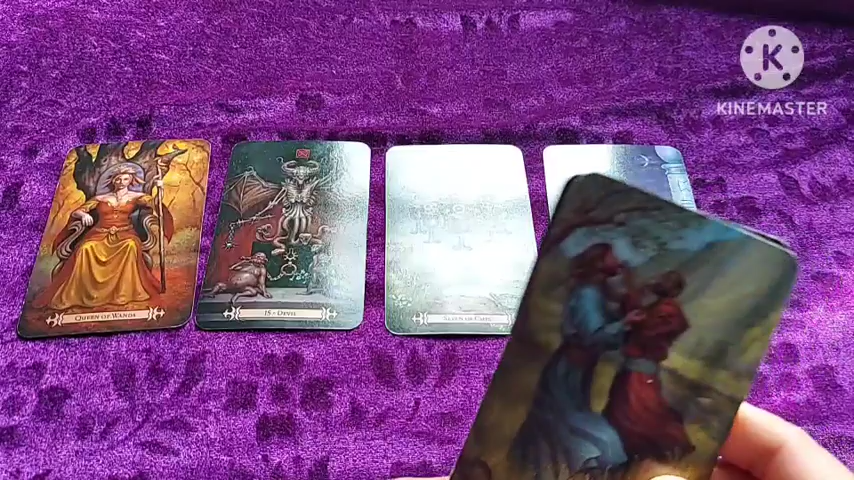 K
KINEMASTER
QUEEN OF WANDS
15 - DEVIL
SEVEN OF CUPS